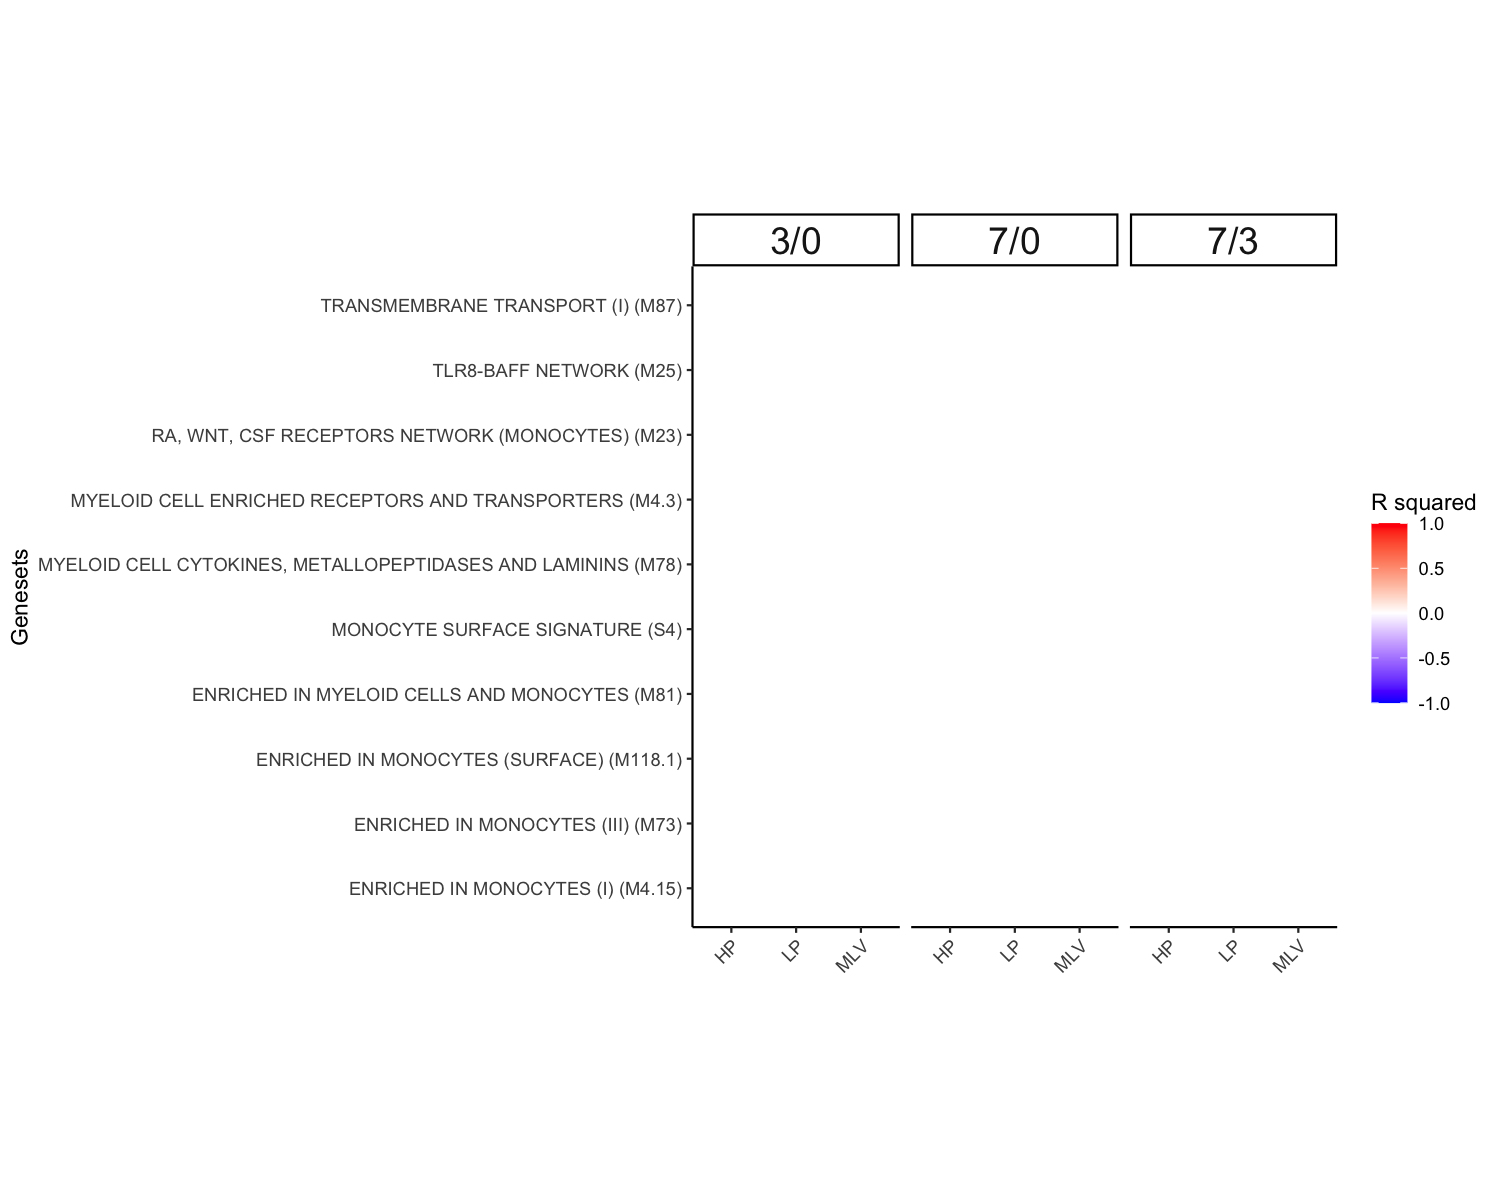 3/0 7/0 7/3
TRANSMEMBRANE TRANSPORT (I) (M87)
TLR8-BAFF NETWORK (M25)
RA, WNT, CSF RECEPTORS NETWORK (MONOCYTES) (M23)
MYELOID CELL ENRICHED RECEPTORS AND TRANSPORTERS (M4.3)
MYELOID CELL CYTOKINES, METALLOPEPTIDASES AND LAMININS (M78)
MONOCYTE SURFACE SIGNATURE (S4)
ENRICHED IN MYELOID CELLS AND MONOCYTES (M81)
ENRICHED IN MONOCYTES (SURFACE) (M118.1)
ENRICHED IN MONOCYTES (III) (M73)
ENRICHED IN MONOCYTES (I) (M4.15)
Genesets
HP LP MLV HP LP MLV HP LP MLV
R squared
1.0
0.5
0.0
-0.5
-1.0